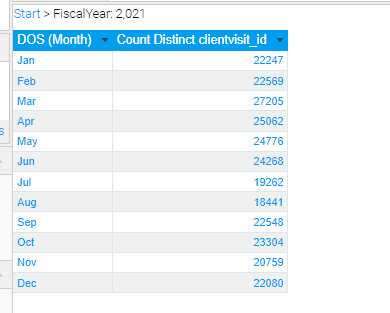 Start > FiscalYear: 2,021
DOS (Month) Count Distinct clientvisit_id
Jan 22247
Feb 22569
Mar 27205
Apr 25062
May 24776
Jun 24268
Jul 19262
Aug 18441
Sep 22548
Oct 23304
Nov 20759
Dec 22080